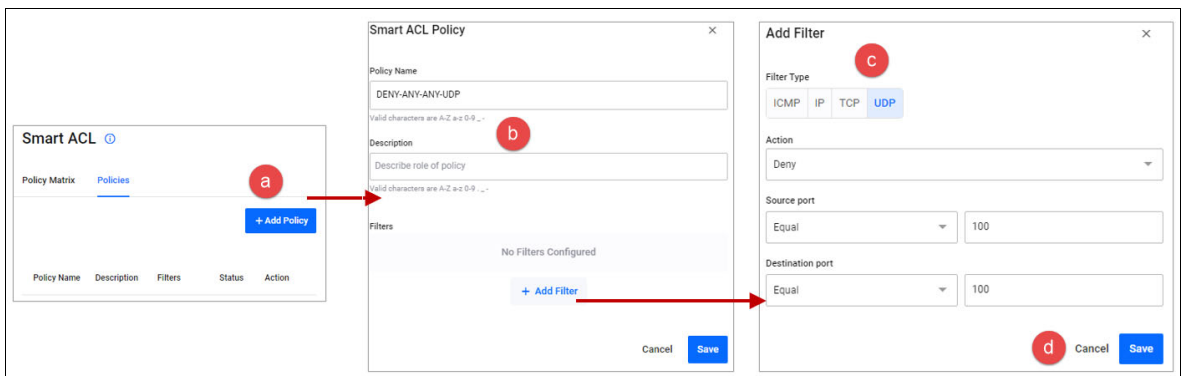 Smart ACL
Policy Matrix Policies
a
+ Add Policy
Policy Name Description Filters Status Action
Smart ACL Policy
Policy Name
DENY-ANY-ANY-UDP
Valid characters are A-Z a-z 0-9 _ -
b
Description
Describe role of policy
Valid characters are A-Z a-z 0-9 . _ -
Filters
No Filters Configured
+ Add Filter
Cancel Save
Add Filter
c
Filter Type
ICMP IP TCP UDP
Action
Deny
Source port
Equal 100
Destination port
Equal 100
d Cancel Save